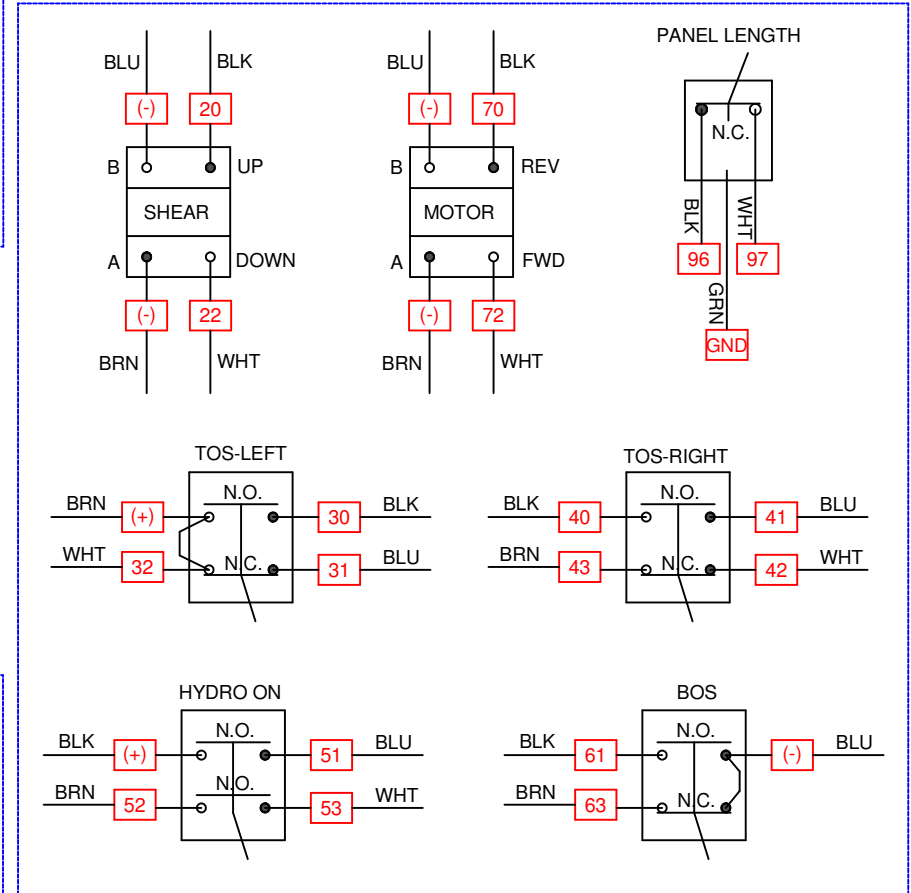 PANEL LENGTH
BLU BLK
BLU BLK
(-) 20
(-) 70
N.C.
B UP
B REV
SHEAR
MOTOR
BLK WHT
A DOWN
A FWD
96 97
GRN
(-) 22
(-) 72
GND
BRN WHT
BRN WHT
TOS-LEFT
BRN (+) N.O. 30 BLK
WHT 32 N.C. 31 BLU
TOS-RIGHT
BLK 40 N.O. 41 BLU
BRN 43 N.C. 42 WHT
HYDRO ON
BLK (+) N.O. 51 BLU
BRN 52 N.O. 53 WHT
BOS
BLK 61 N.O. (-) BLU
BRN 63 N.C.